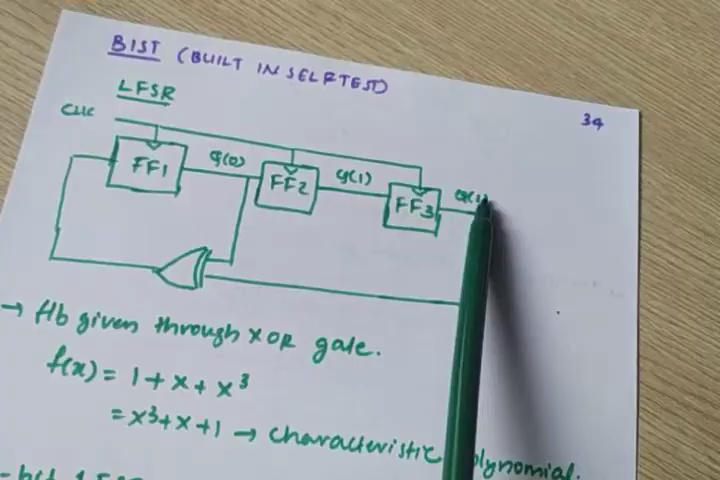 BIST (BUILT IN SELFTEST)
34
LFSR
CLK
FF1
q(0)
FF2
q(1)
FF3
→ Fb given through XOR gate.
f(x) = 1 + x + x³
= x³ + x + 1 → characteristic